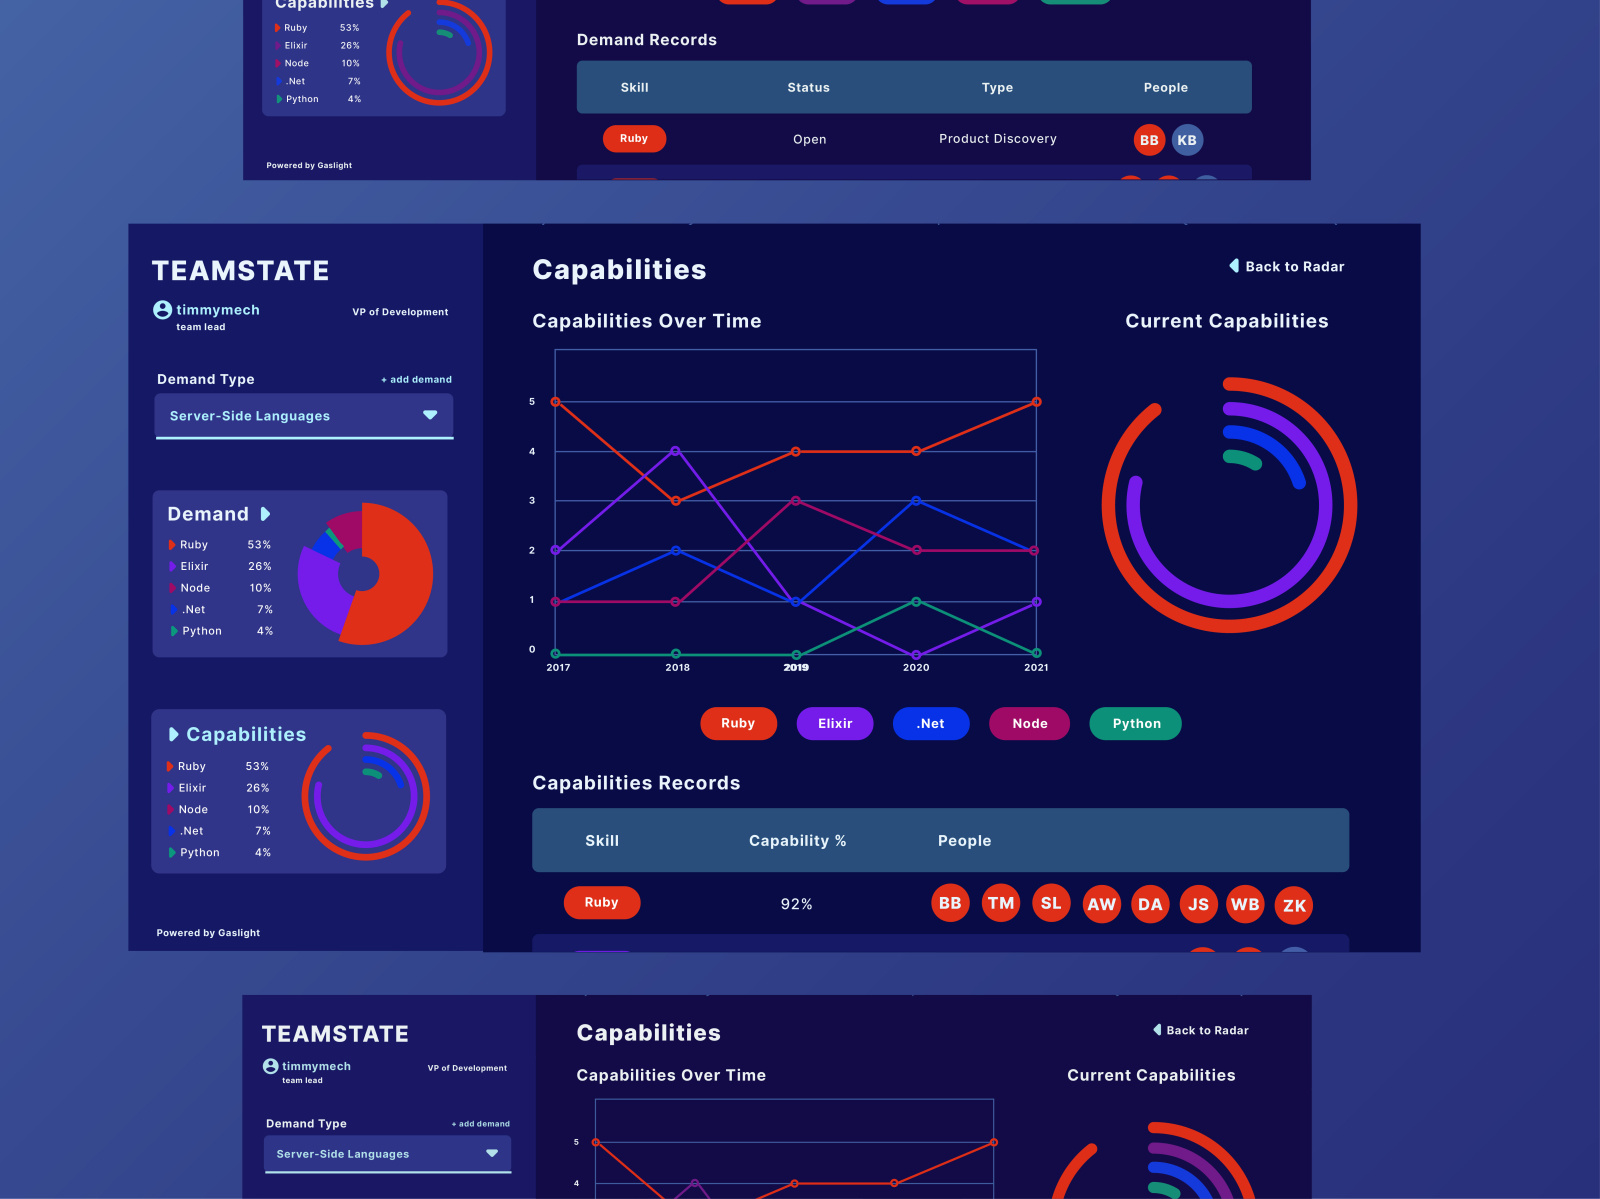 Capabilities
Ruby 53%
Elixir 26%
Node 10%
.Net 7%
Python 4%
Powered by Gaslight
Demand Records
Skill Status Type People
Ruby Open Product Discovery BB KB
TEAMSTATE
timmymech
team lead
VP of Development
Demand Type
+ add demand
Server-Side Languages
Demand
Ruby 53%
Elixir 26%
Node 10%
.Net 7%
Python 4%
Capabilities
Ruby 53%
Elixir 26%
Node 10%
.Net 7%
Python 4%
Powered by Gaslight
Capabilities
Back to Radar
Capabilities Over Time
Current Capabilities
5
4
3
2
1
0
2017 2018 2019 2020 2021
Ruby Elixir .Net Node Python
Capabilities Records
Skill Capability % People
Ruby 92% BB TM SL AW DA JS WB ZK
TEAMSTATE
timmymech
team lead
VP of Development
Demand Type
+ add demand
Server-Side Languages
Capabilities
Back to Radar
Capabilities Over Time
Current Capabilities
5
4